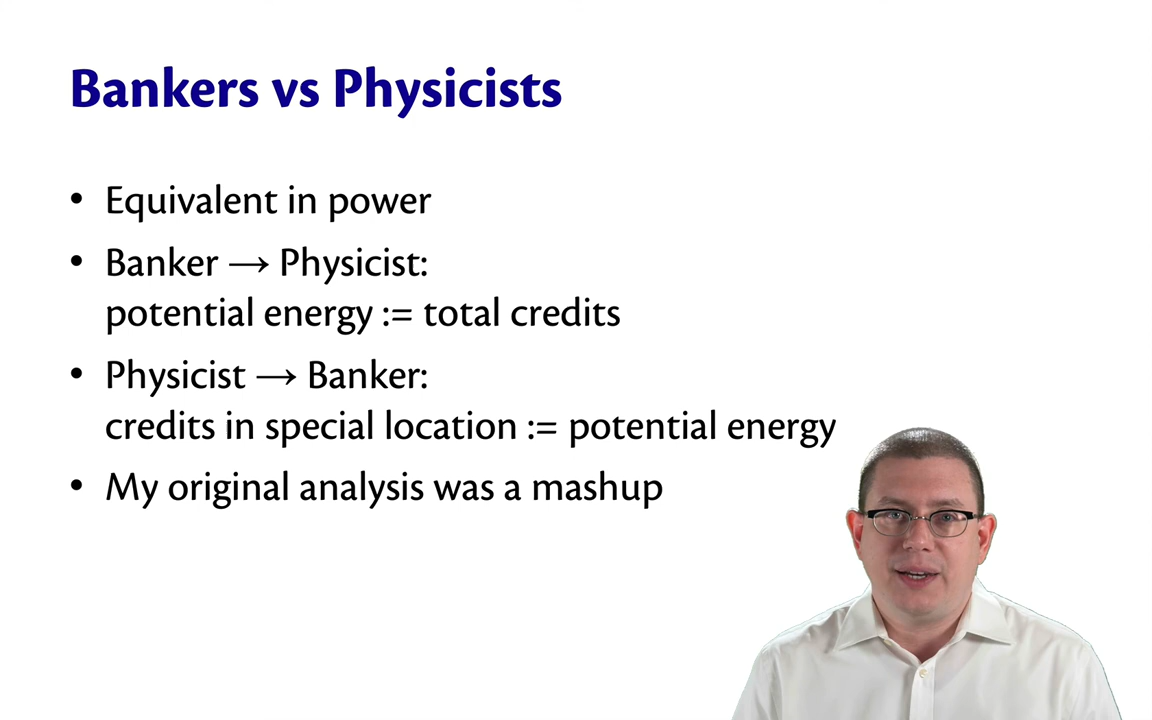 Bankers vs Physicists
• Equivalent in power
• Banker → Physicist:
potential energy := total credits
• Physicist → Banker:
credits in special location := potential energy
• My original analysis was a mashup